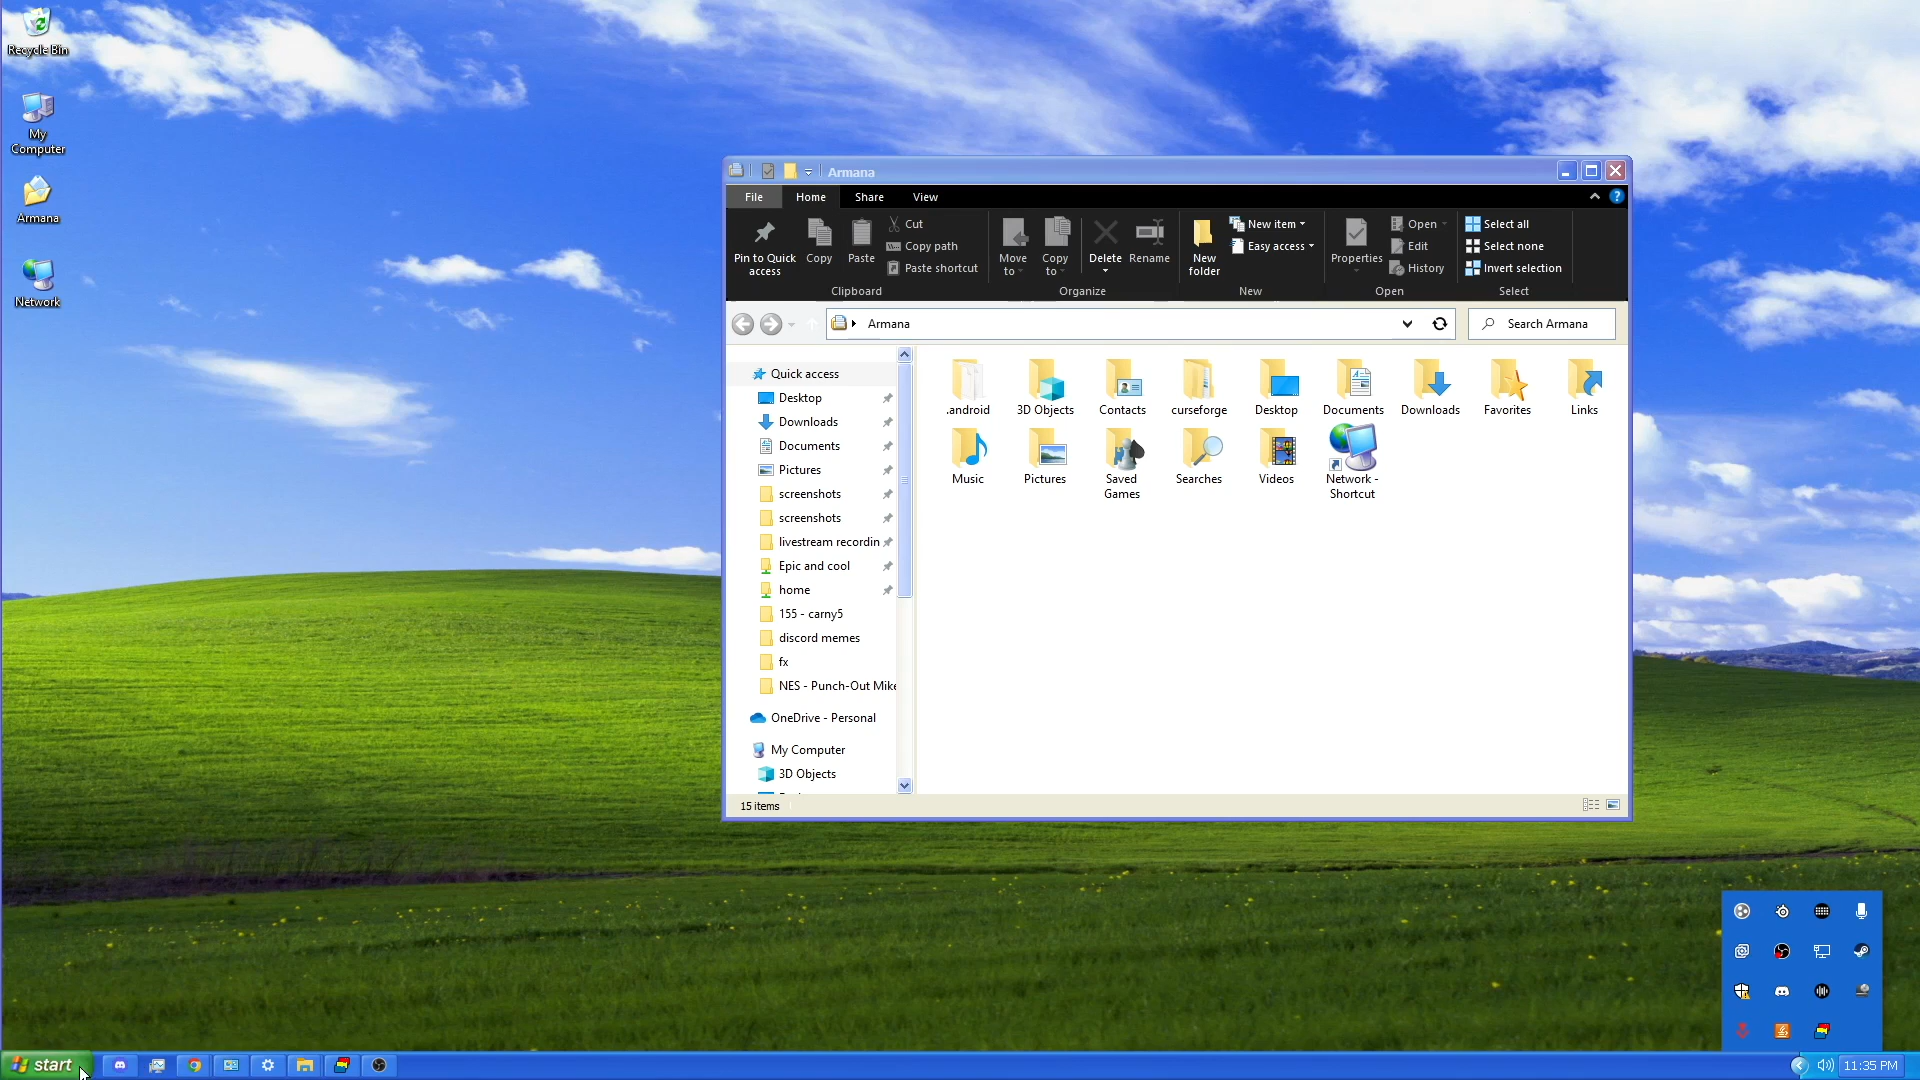 Recycle Bin
My
Computer
Armana
Network
Armana
File Home Share View
Pin to Quick
access
Copy
Paste
Cut
Copy path
Paste shortcut
Clipboard
Move
to
Copy
to
Delete
Rename
Organize
New
folder
New item
Easy access
New
Properties
Open
Edit
History
Open
Select all
Select none
Invert selection
Select
Armana
Search Armana
Quick access
Desktop
Downloads
Documents
Pictures
screenshots
screenshots
livestream recordin
Epic and cool
home
155 - carny5
discord memes
fx
NES - Punch-Out Mike
OneDrive - Personal
My Computer
3D Objects
.android
3D Objects
Contacts
curseforge
Desktop
Documents
Downloads
Favorites
Links
Music
Pictures
Saved
Games
Searches
Videos
Network -
Shortcut
15 items
start
11:35 PM